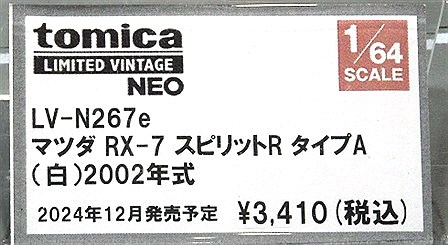 tomica
LIMITED VINTAGE
NEO
1/64
SCALE
LV-N267e
マツダ RX-7 スピリットR タイプA
(白)2002年式
2024年12月発売予定 ¥3,410(税込)